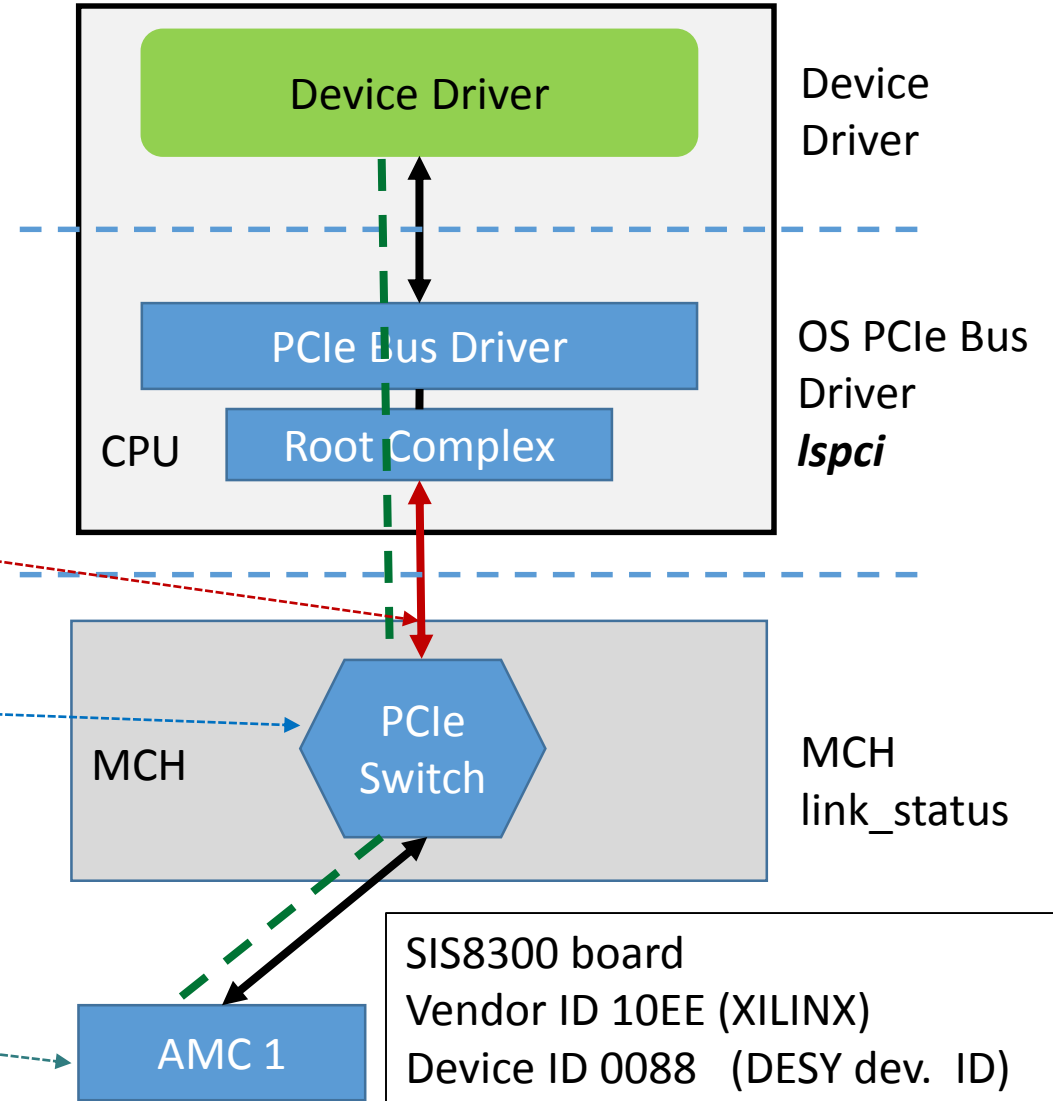 Device Driver
Device
Driver
PCIe Bus Driver
OS PCIe Bus
Driver
lspci
CPU
Root Complex
PCIe
Switch
MCH
MCH
link_status
SIS8300 board
Vendor ID 10EE (XILINX)
Device ID 0088 (DESY dev. ID)
AMC 1